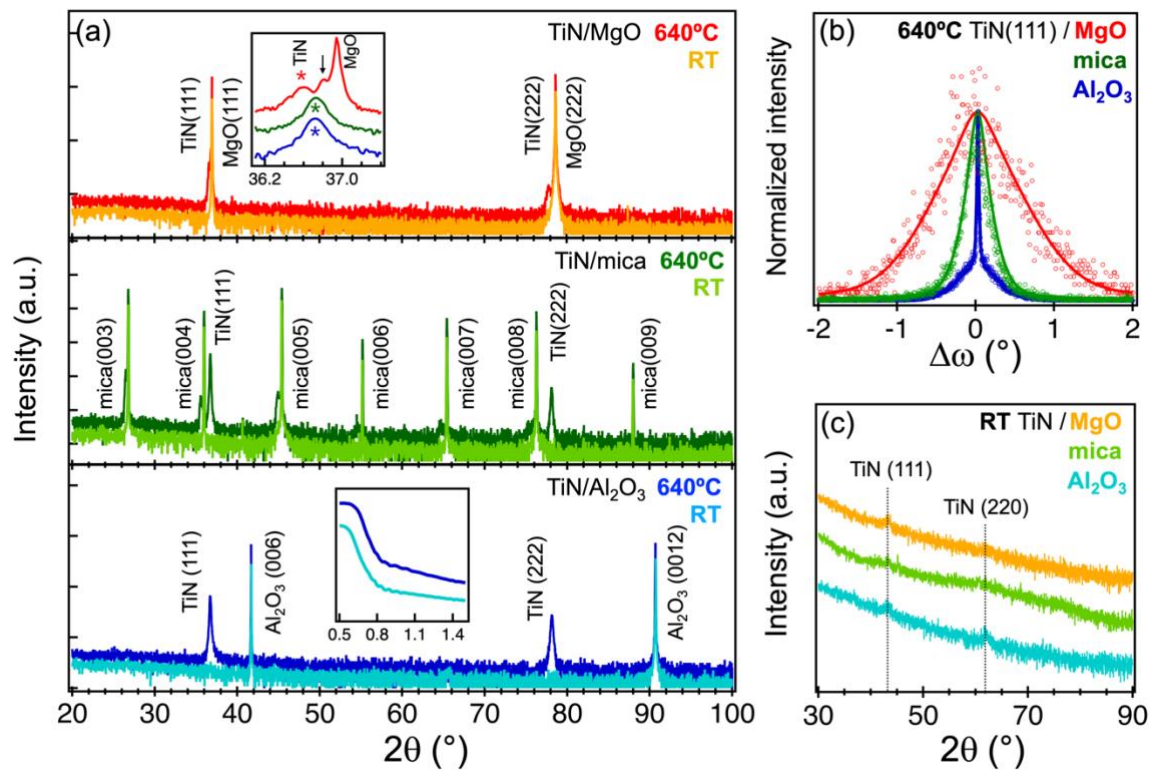 (a)
TiN/MgO 640ºC
RT
TiN(111)
MgO(111)
TiN
MgO
*
*
*
36.2 37.0
TiN(222)
MgO(222)
TiN/mica 640ºC
RT
mica(003)
mica(004)
TiN(111)
mica(005)
mica(006)
mica(007)
mica(008)
TiN(222)
mica(009)
TiN/Al₂O₃ 640ºC
RT
TiN (111)
Al₂O₃ (006)
0.5 0.8 1.1 1.4
TiN (222)
Al₂O₃ (0012)
Intensity (a.u.)
20 30 40 50 60 70 80 90 100
2θ (°)
(b)
640ºC TiN(111) / MgO
mica
Al₂O₃
Normalized intensity
-2 -1 0 1 2
Δω (°)
(c)
RT TiN / MgO
mica
Al₂O₃
TiN (111)
TiN (220)
Intensity (a.u.)
30 50 70 90
2θ (°)